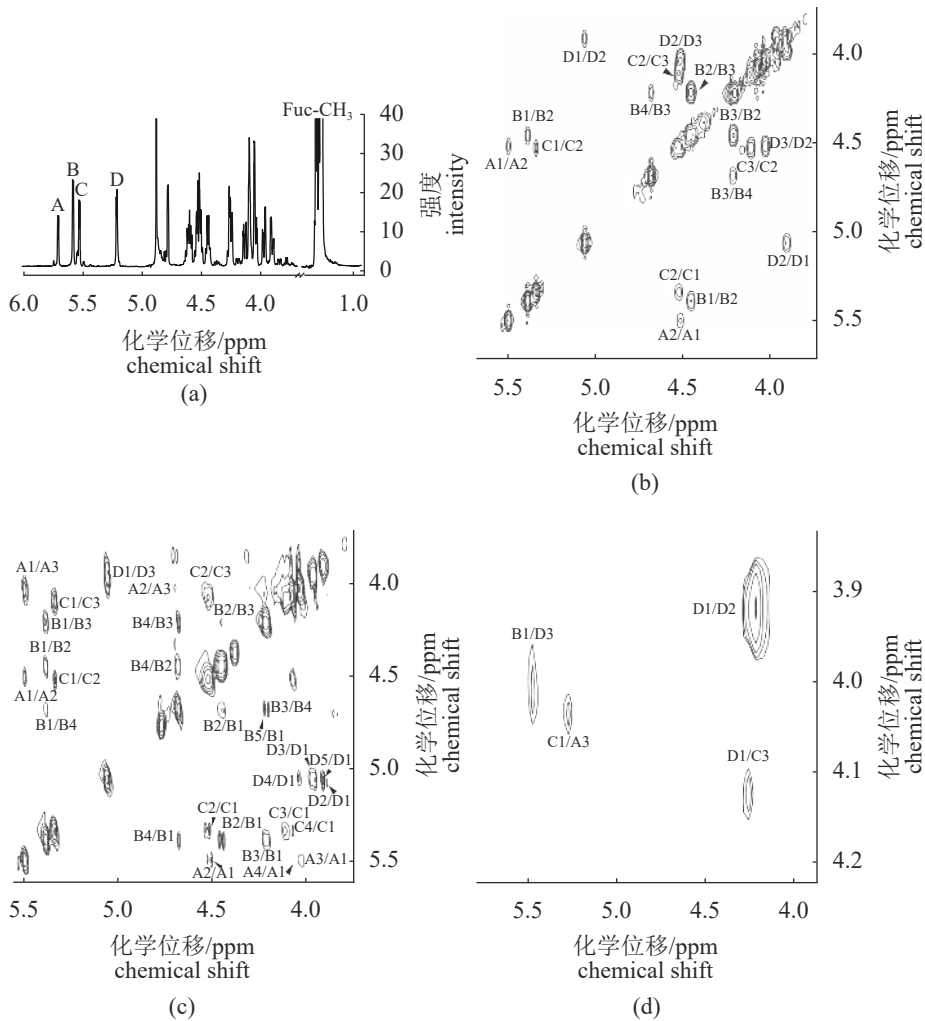 Fuc-CH3
A
B
C
D
40
30
20
10
0
强度
intensity
6.0
5.0
4.5
4.0
1.0
化学位移/ppm
chemical shift
(a)
D1/D2
D2/D3
C2/C3
B2/B3
B4/B3
B1/B2
C1/C2
A1/A2
B3/B2
D3/D2
C3/C2
B3/B4
D2/D1
C2/C1
B1/B2
A2/A1
4.0
4.5
5.0
5.5
化学位移/ppm
chemical shift
5.5
5.0
4.5
4.0
化学位移/ppm
chemical shift
(b)
A1/A3
D1/D3
C2/C3
A2/A3
C1/C3
B1/B3
B4/B3
B2/B3
B1/B2
B4/B2
A1/A2
C1/C2
B1/B4
B2/B1
B3/B4
B5/B1
D3/D1
D5/D1
D4/D1
D2/D1
C2/C1
C3/C1
B4/B1
B2/B1
C4/C1
B3/B1
A2/A1
A4/A1
A3/A1
4.0
4.5
5.0
5.5
化学位移/ppm
chemical shift
5.5
5.0
4.5
4.0
化学位移/ppm
chemical shift
(c)
D1/D2
B1/D3
C1/A3
D1/C3
3.9
4.0
4.1
4.2
化学位移/ppm
chemical shift
5.5
5.0
4.5
4.0
化学位移/ppm
chemical shift
(d)